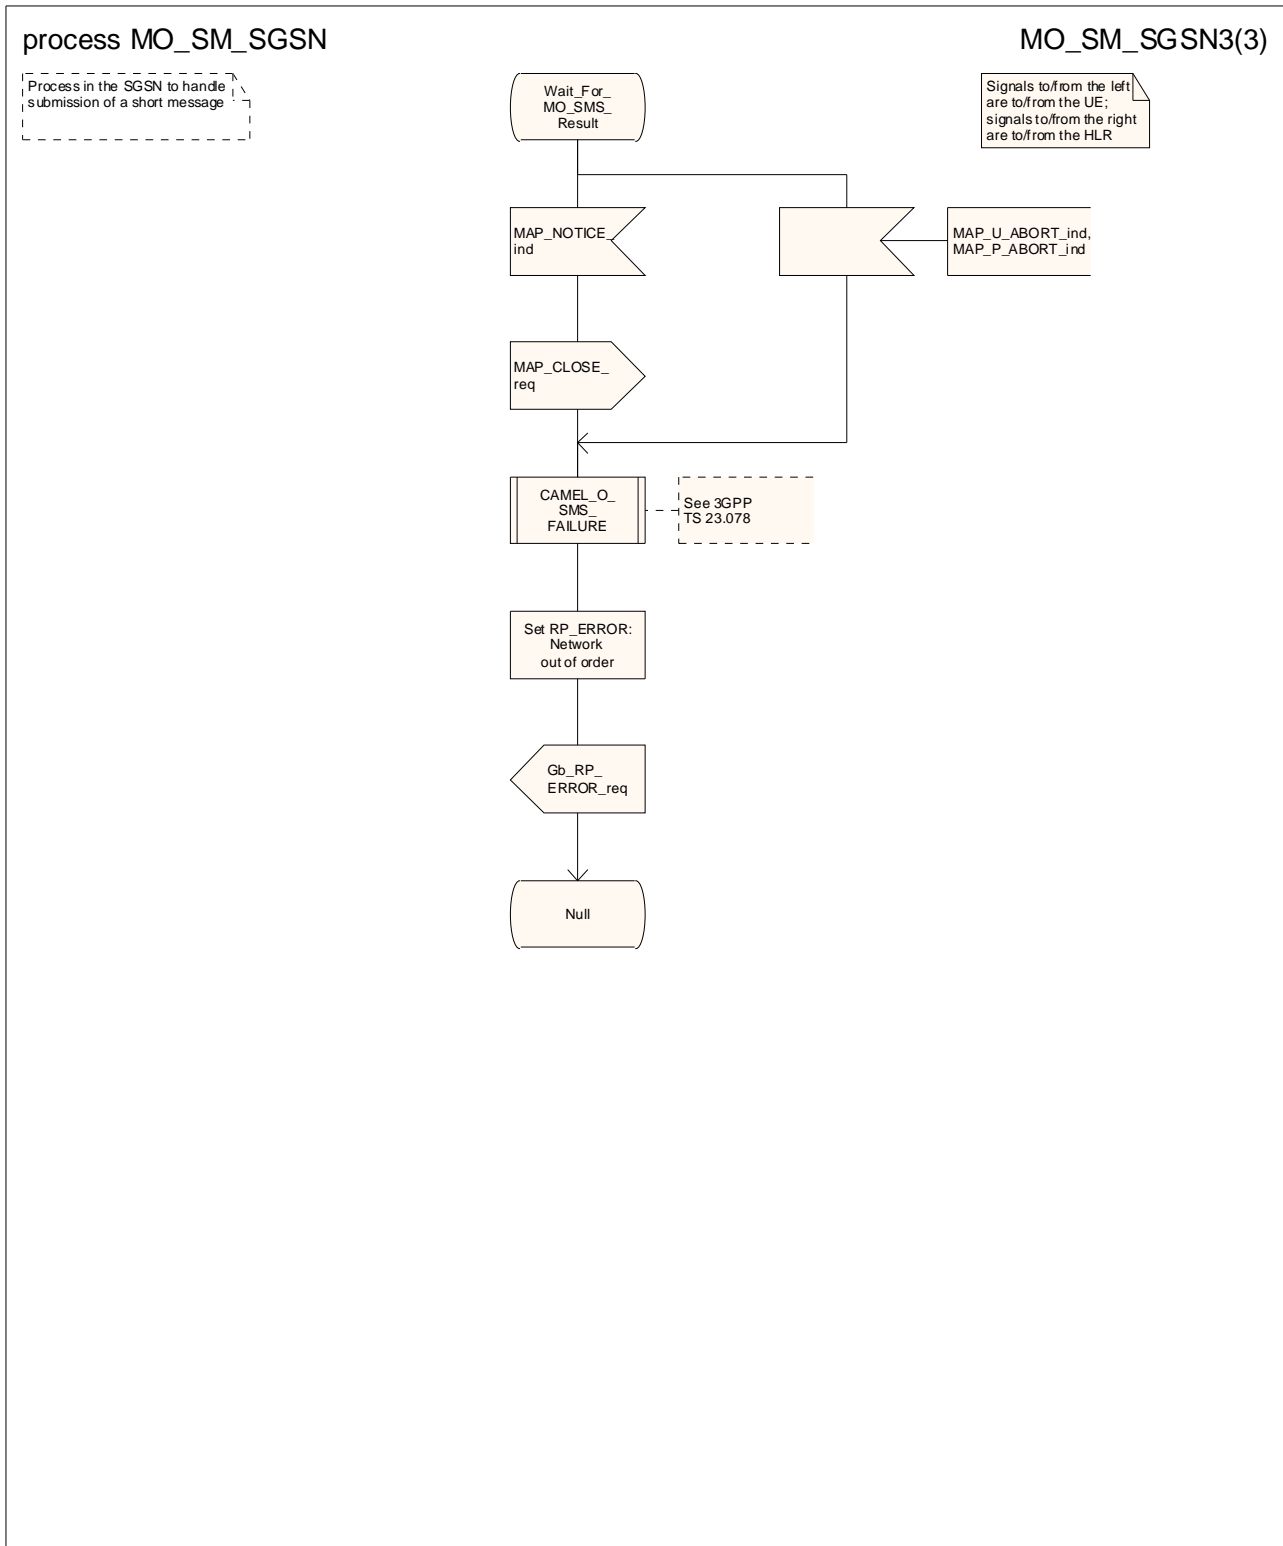 process MO_SM_SGSN
MO_SM_SGSN3(3)
Process in the SGSN to handle
submission of a short message
Wait_For_
MO_SMS_
Result
Signals to/from the left
are to/from the UE;
signals to/from the right
are to/from the HLR
MAP_NOTICE_
ind
MAP_U_ABORT_ind,
MAP_P_ABORT_ind
MAP_CLOSE_
req
CAMEL_O_
SMS_
FAILURE
See 3GPP
TS 23.078
Set RP_ERROR:
Network
out of order
Gb_RP_
ERROR_req
Null